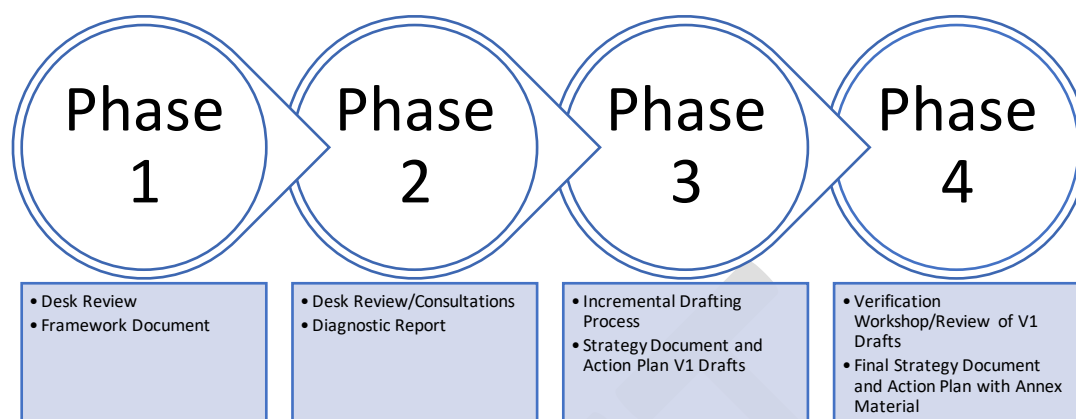 Phase
1
Phase
2
Phase
3
Phase
4
• Desk Review
• Framework Document
• Desk Review/Consultations
• Diagnostic Report
• Incremental Drafting
Process
• Strategy Document and
Action Plan V1 Drafts
• Verification
Workshop/Review of V1
Drafts
• Final Strategy Document
and Action Plan with Annex
Material